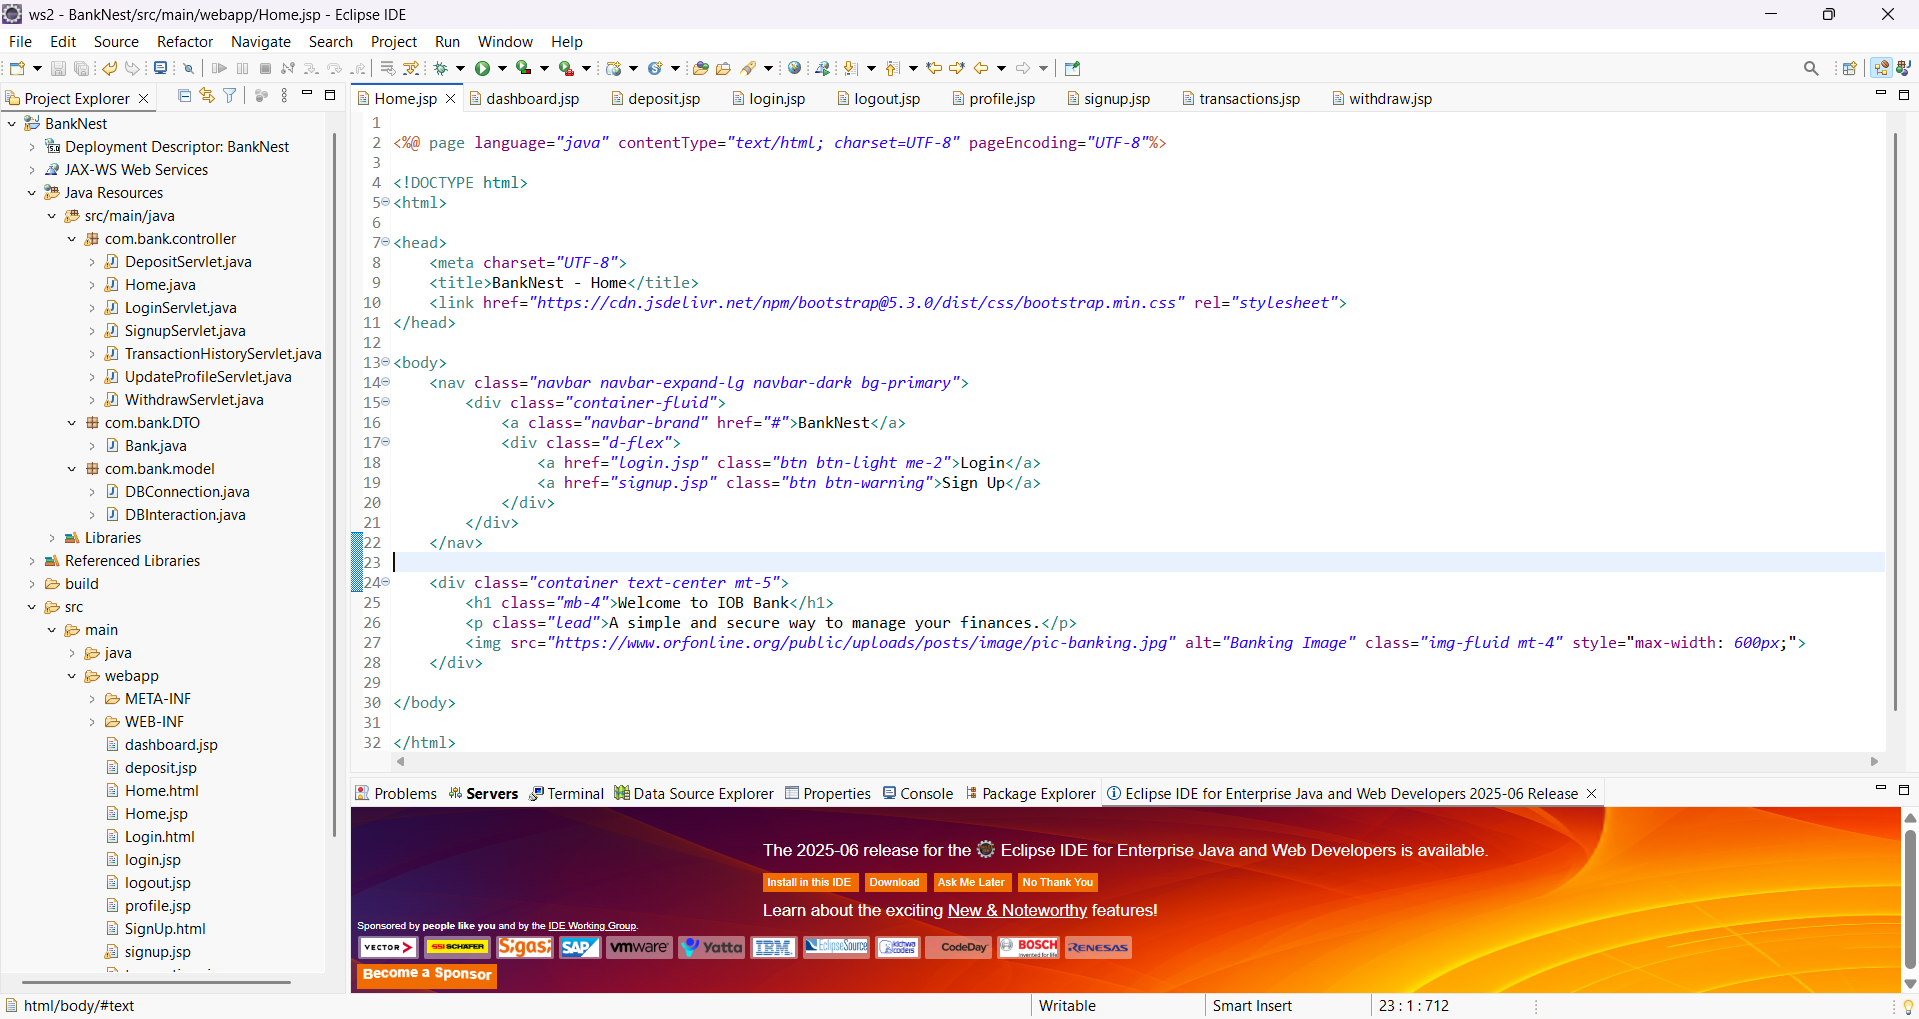 ws2 - BankNest/src/main/webapp/Home.jsp - Eclipse IDE
File Edit Source Refactor Navigate Search Project Run Window Help
Project Explorer
BankNest
Deployment Descriptor: BankNest
JAX-WS Web Services
Java Resources
src/main/java
com.bank.controller
DepositServlet.java
Home.java
LoginServlet.java
SignupServlet.java
TransactionHistoryServlet.java
UpdateProfileServlet.java
WithdrawServlet.java
com.bank.DTO
Bank.java
com.bank.model
DBConnection.java
DBInteraction.java
Libraries
Referenced Libraries
build
src
main
java
webapp
META-INF
WEB-INF
dashboard.jsp
deposit.jsp
Home.html
Home.jsp
Login.html
login.jsp
logout.jsp
profile.jsp
SignUp.html
signup.jsp
Home.jsp dashboard.jsp deposit.jsp login.jsp logout.jsp profile.jsp signup.jsp transactions.jsp withdraw.jsp
1
2 <%@ page language="java" contentType="text/html; charset=UTF-8" pageEncoding="UTF-8"%>
3
4 <!DOCTYPE html>
5 <html>
6
7 <head>
8 <meta charset="UTF-8">
9 <title>BankNest - Home</title>
10 <link href="https://cdn.jsdelivr.net/npm/bootstrap@5.3.0/dist/css/bootstrap.min.css" rel="stylesheet">
11 </head>
12
13 <body>
14 <nav class="navbar navbar-expand-lg navbar-dark bg-primary">
15 <div class="container-fluid">
16 <a class="navbar-brand" href="#">BankNest</a>
17 <div class="d-flex">
18 <a href="login.jsp" class="btn btn-light me-2">Login</a>
19 <a href="signup.jsp" class="btn btn-warning">Sign Up</a>
20 </div>
21 </div>
22 </nav>
23
24 <div class="container text-center mt-5">
25 <h1 class="mb-4">Welcome to IOB Bank</h1>
26 <p class="lead">A simple and secure way to manage your finances.</p>
27 <img src="https://www.orfonline.org/public/uploads/posts/image/pic-banking.jpg" alt="Banking Image" class="img-fluid mt-4" style="max-width: 600px;">
28 </div>
29
30 </body>
31
32 </html>
Problems Servers Terminal Data Source Explorer Properties Console Package Explorer Eclipse IDE for Enterprise Java and Web Developers 2025-06 Release
The 2025-06 release for the Eclipse IDE for Enterprise Java and Web Developers is available.
Install in this IDE Download Ask Me Later No Thank You
Learn about the exciting New & Noteworthy features!
Sponsored by people like you and by the IDE Working Group.
VECTOR SSI SCHAEFER Sigasi SAP vmware Yatta IBM EclipseSource kichwa coders CodeDay BOSCH Invented for life RENESAS
Become a Sponsor
html/body/#text Writable Smart Insert 23 : 1 : 712